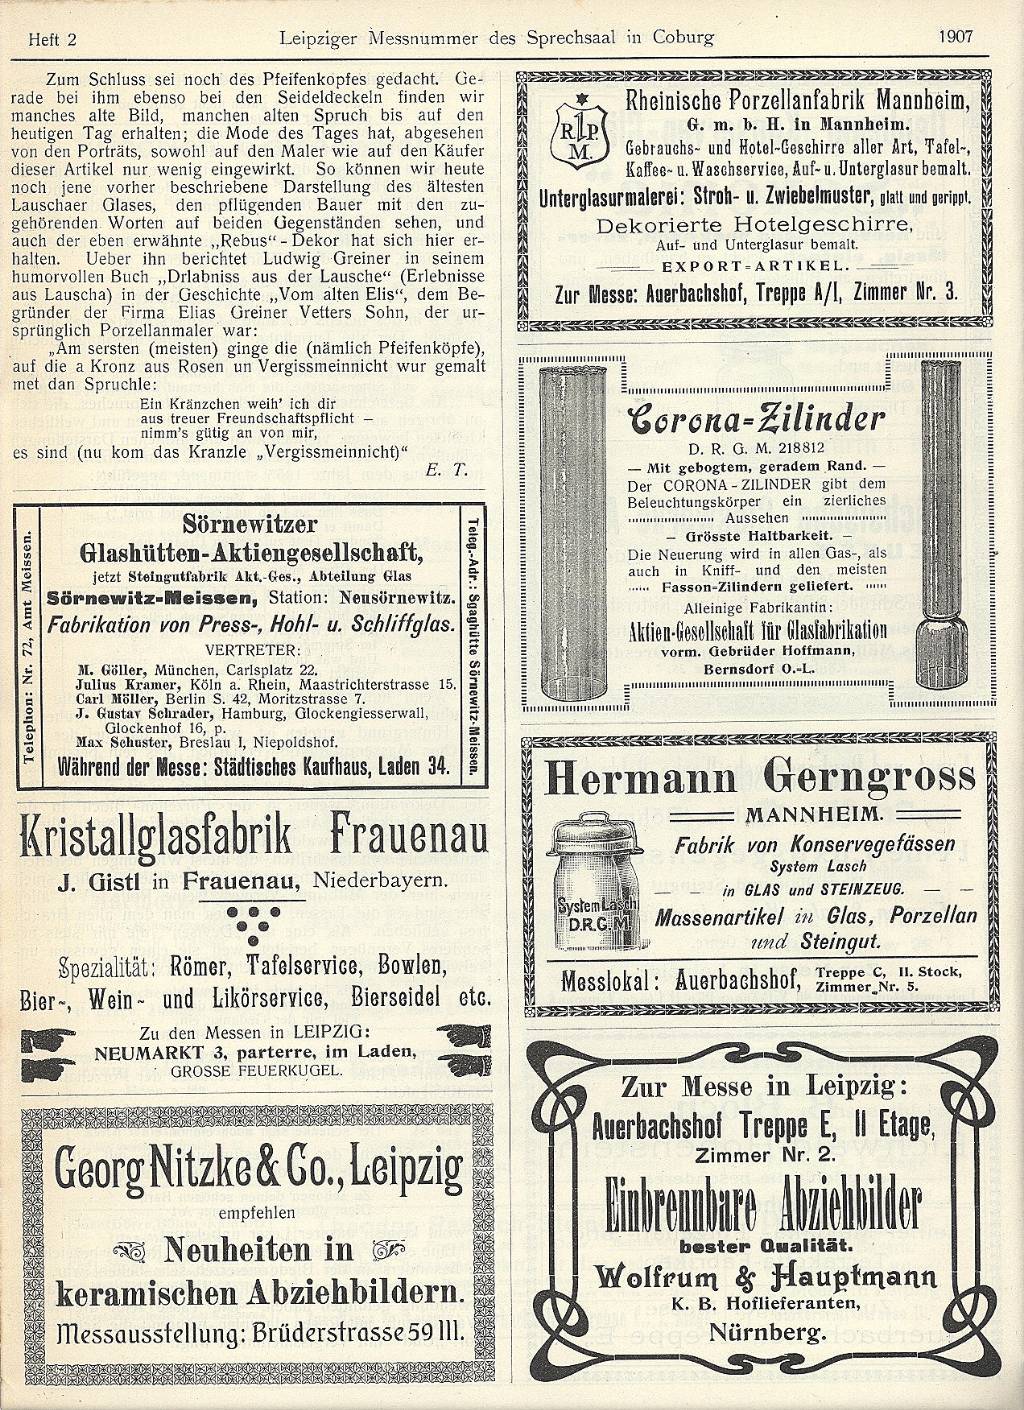 Heft 2
Leipziger Messnummer des Sprechsaal in Coburg
1907
Zum Schluss sei noch des Pfeifenkopfes gedacht. Ge-
rade bei ihm ebenso bei den Seideldeckeln finden wir
manches alte Bild, manchen alten Spruch bis auf den
heutigen Tag erhalten; die Mode des Tages hat, abgesehen
von den Porträts, sowohl auf den Maler wie auf den Käufer
dieser Artikel nur wenig eingewirkt. So können wir heute
noch jene vorher beschriebene Darstellung des ältesten
Lauschaer Glases, den pflügenden Bauer mit den zu-
gehörenden Worten auf beiden Gegenständen sehen, und
auch der eben erwähnte „Rebus“-Dekor hat sich hier er-
halten. Ueber ihn berichtet Ludwig Greiner in seinem
humorvollen Buch „Drlabniss aus der Lausche“ (Erlebnisse
aus Lauscha) in der Geschichte „Vom alten Elis“, dem Be-
gründer der Firma Elias Greiner Vetters Sohn, der ur-
sprünglich Porzellanmaler war:
„Am sersten (meisten) ginge die (nämlich Pfeifenköpfe),
auf die a Kronz aus Rosen un Vergissmeinnicht wur gemalt
met dan Spruchle:
Ein Kränzchen weih' ich dir
aus treuer Freundschaftspflicht –
nimm's gütig an von mir,
es sind (nu kom das Kranzle „Vergissmeinnicht)“
E. T.
Telephon: Nr. 72, Amt Meissen.
Sörnewitzer
Glashütten-Aktiengesellschaft,
jetzt Steingutfabrik Akt.-Ges., Abteilung Glas
Sörnewitz-Meissen, Station: Neusörnewitz.
Fabrikation von Press-, Hohl- u. Schliffglas.
VERTRETER:
M. Göller, München, Carlsplatz 22.
Julius Kramer, Köln a. Rhein, Maastrichterstrasse 15.
Carl Möller, Berlin S. 42, Moritzstrasse 7.
J. Gustav Schrader, Hamburg, Glockengiesserwall,
Glockenhof 16, p.
Max Schuster, Breslau I, Niepoldshof.
Während der Messe: Städtisches Kaufhaus, Laden 34.
Teleg.-Adr.: Sgaghütte Sörnewitz-Meissen.
Kristallglasfabrik Frauenau
J. Gistl in Frauenau, Niederbayern.
Spezialität: Römer, Tafelservice, Bowlen,
Bier-, Wein- und Likörservice, Bierseidel etc.
Zu den Messen in LEIPZIG:
NEUMARKT 3, parterre, im Laden,
GROSSE FEUERKUGEL.
Georg Nitzke & Co., Leipzig
empfehlen
Neuheiten in
keramischen Abziehbildern.
Messausstellung: Brüderstrasse 59 III.
R. P.
M.
Rheinische Porzellanfabrik Mannheim,
G. m. b. H. in Mannheim.
Gebrauchs- und Hotel-Geschirre aller Art, Tafel-,
Kaffee- u. Waschservice, Auf- u. Unterglasur bemalt.
Unterglasurmalerei: Stroh- u. Zwiebelmuster, glatt und gerippt.
Dekorierte Hotelgeschirre,
Auf- und Unterglasur bemalt.
EXPORT-ARTIKEL.
Zur Messe: Auerbachshof, Treppe A/I, Zimmer Nr. 3.
Corona-Zilinder
D. R. G. M. 218812
— Mit gebogtem, geradem Rand. —
Der CORONA-ZILINDER gibt dem
Beleuchtungskörper ein zierliches
Aussehen
– Grösste Haltbarkeit. –
Die Neuerung wird in allen Gas-, als
auch in Kniff- und den meisten
Fasson-Zilindern geliefert.
Alleinige Fabrikantin:
Aktien-Gesellschaft für Glasfabrikation
vorm. Gebrüder Hoffmann,
Bernsdorf O.-L.
Hermann Gerngross
MANNHEIM.
Fabrik von Konservegefässen
System Lasch
in GLAS und STEINZEUG.
Massenartikel in Glas, Porzellan
und Steingut.
System Lasch
D.R.G.M.
Messlokal: Auerbachshof, Treppe C, II. Stock,
Zimmer Nr. 5.
Zur Messe in Leipzig:
Auerbachshof Treppe E, II Etage,
Zimmer Nr. 2.
Einbrennbare Abziehbilder
bester Qualität.
Wolfrum & Hauptmann
K. B. Hoflieferanten,
Nürnberg.